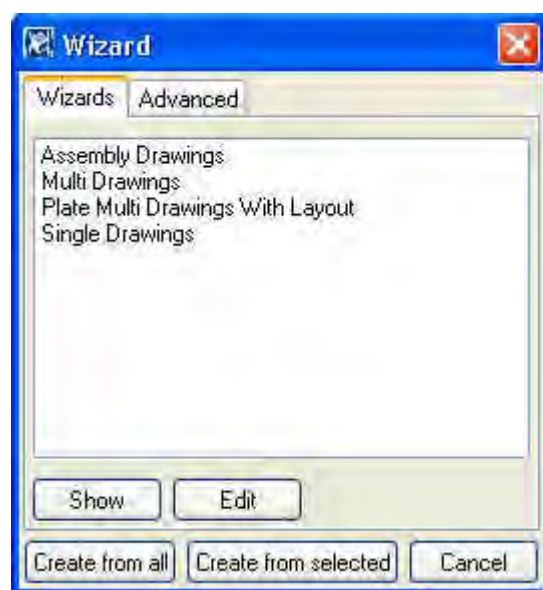 Wizard
Wizards Advanced
Assembly Drawings
Multi Drawings
Plate Multi Drawings With Layout
Single Drawings
Show Edit
Create from all Create from selected Cancel